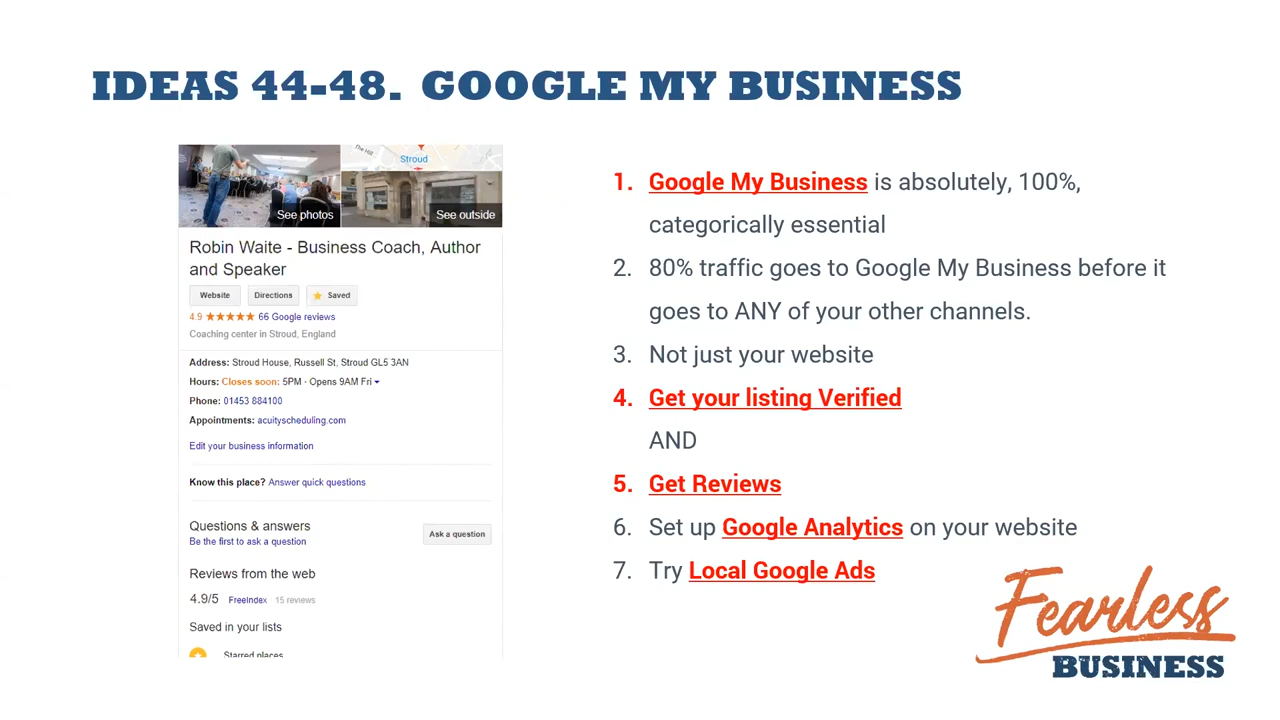 IDEAS 44-48. GOOGLE MY BUSINESS
The Hill
Stroud
See photos
See outside
Robin Waite - Business Coach, Author
and Speaker
Website
Directions
Saved
4.9 ★★★★★ 66 Google reviews
Coaching center in Stroud, England
Address: Stroud House, Russell St, Stroud GL5 3AN
Hours: Closes soon: 5PM · Opens 9AM Fri
Phone: 01453 884100
Appointments: acuityscheduling.com
Edit your business information
Know this place? Answer quick questions
Questions & answers
Be the first to ask a question
Ask a question
Reviews from the web
4.9/5 FreeIndex 15 reviews
Saved in your lists
Starred places
1. Google My Business is absolutely, 100%,
categorically essential
2. 80% traffic goes to Google My Business before it
goes to ANY of your other channels.
3. Not just your website
4. Get your listing Verified
AND
5. Get Reviews
6. Set up Google Analytics on your website
7. Try Local Google Ads
Fearless
BUSINESS